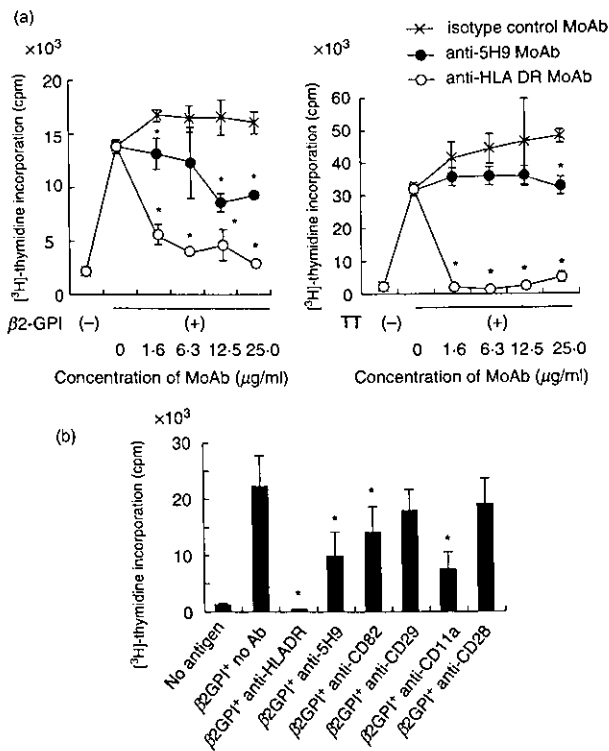 (a)
isotype control MoAb
anti-5H9 MoAb
anti-HLA DR MoAb
×10³
[³H]-thymidine incorporation (cpm)
20
15
10
5
0
* * * * * * * *
β2-GPI (-) (+)
0 1·6 6·3 12·5 25·0
Concentration of MoAb (µg/ml)
×10³
[³H]-thymidine incorporation (cpm)
60
50
40
30
20
10
0
* * * * *
TT (-) (+)
0 1·6 6·3 12·5 25·0
Concentration of MoAb (µg/ml)
(b)
×10³
[³H]-thymidine incorporation (cpm)
30
20
10
0
* * * *
No antigen
β2GPI⁺ no Ab
β2GPI⁺ anti-HLADR
β2GPI⁺ anti-5H9
β2GPI⁺ anti-CD82
β2GPI⁺ anti-CD29
β2GPI⁺ anti-CD11a
β2GPI⁺ anti-CD28